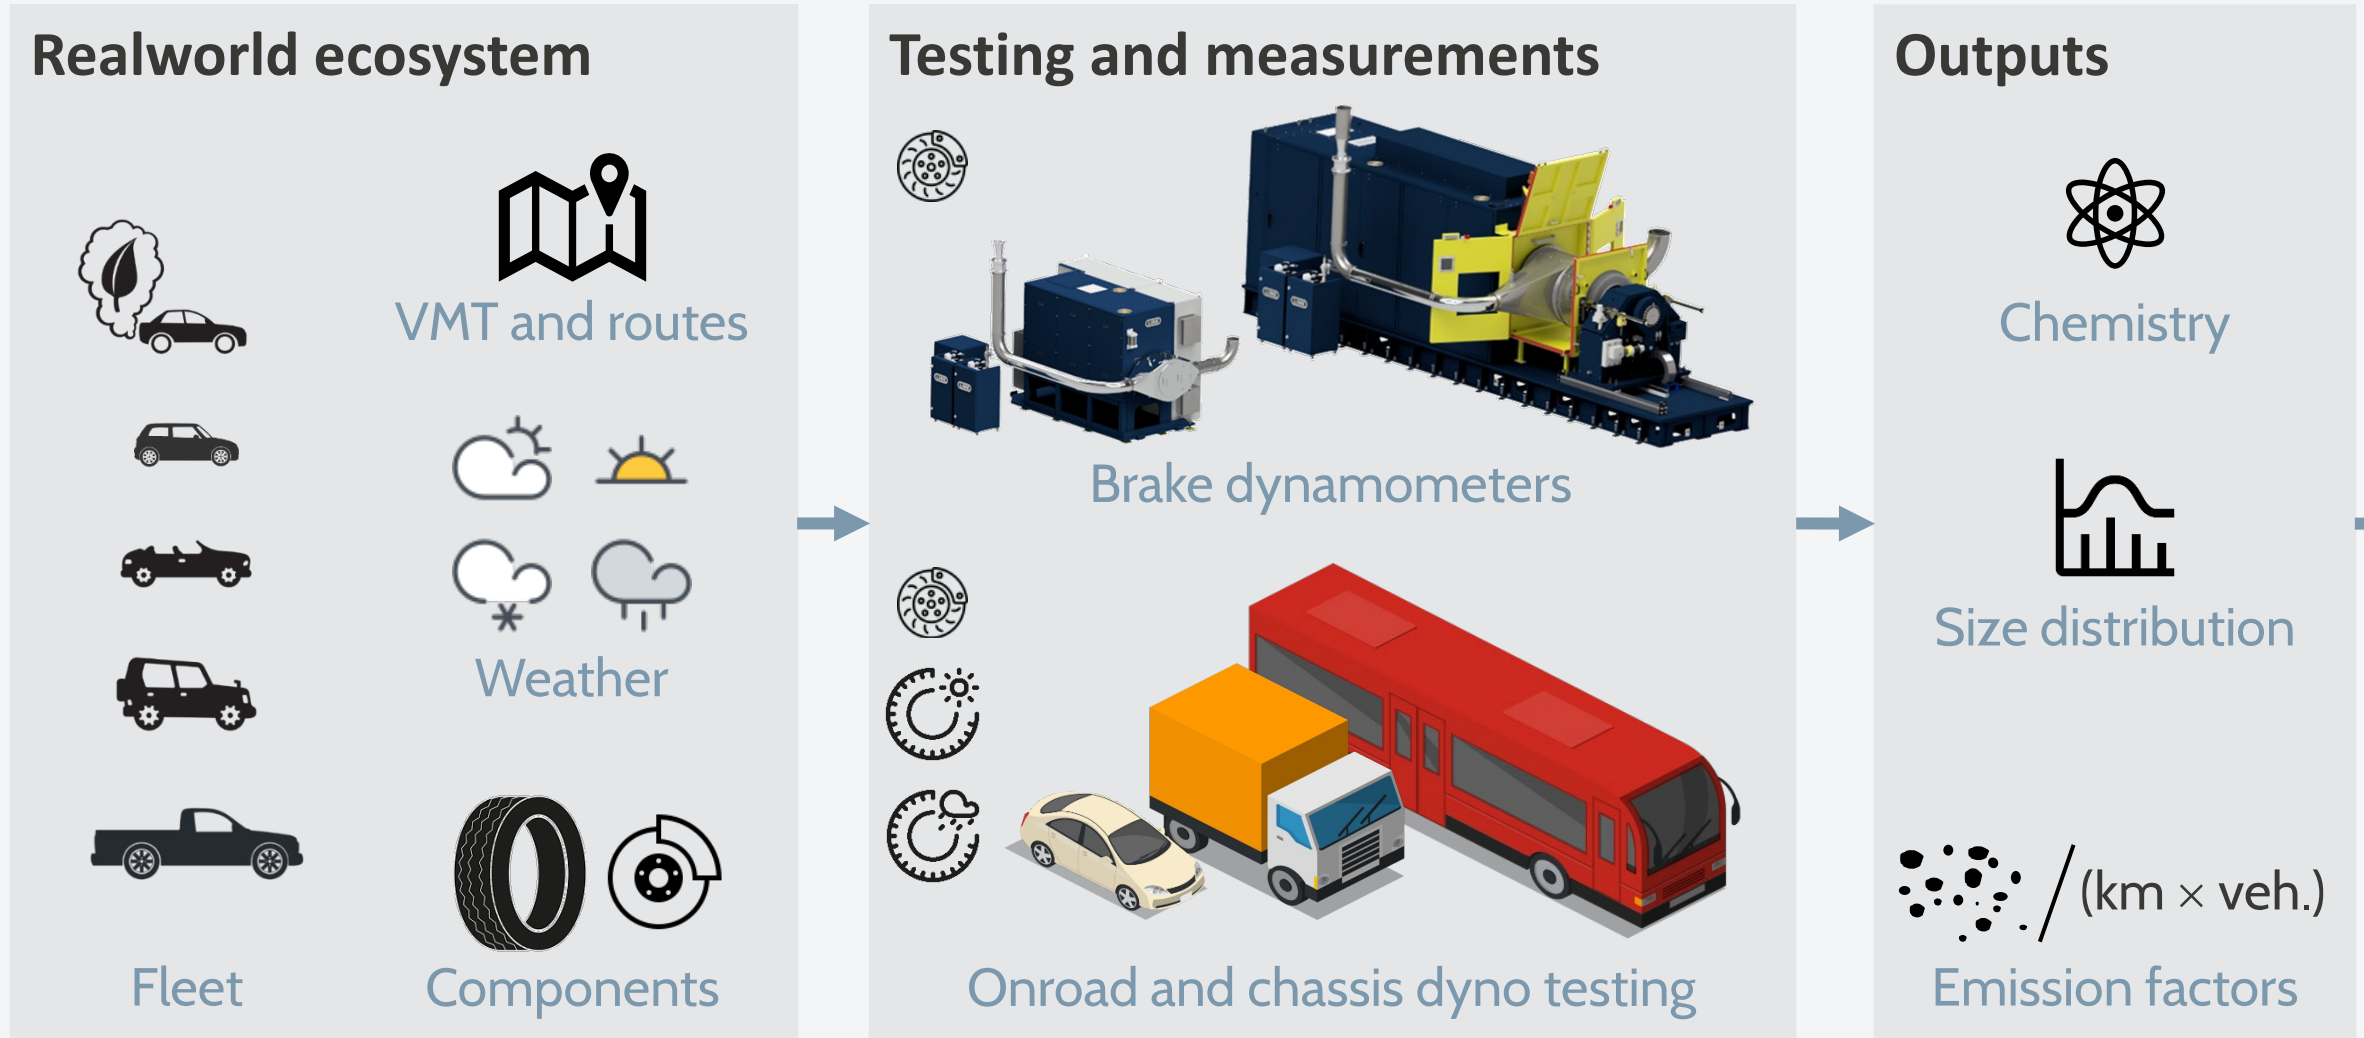 Realworld ecosystem
VMT and routes
Weather
Fleet
Components
Testing and measurements
Brake dynamometers
Onroad and chassis dyno testing
Outputs
Chemistry
Size distribution
(km × veh.)
Emission factors